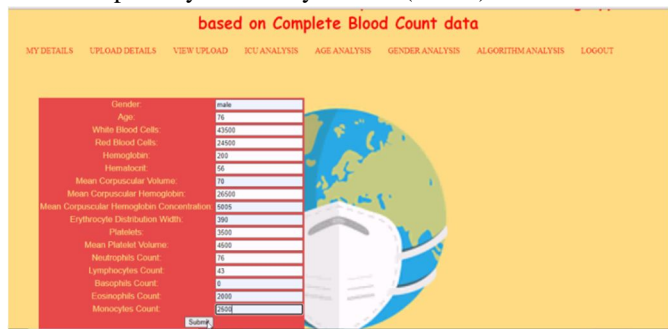 based on Complete Blood Count data
MY DETAILS UPLOAD DETAILS VIEW UPLOAD ICU ANALYSIS AGE ANALYSIS GENDER ANALYSIS ALGORITHM ANALYSIS LOGOUT
Gender: male
Age: 76
White Blood Cells: 43500
Red Blood Cells: 24500
Hemoglobin: 200
Hematocrit: 56
Mean Corpuscular Volume: 70
Mean Corpuscular Hemoglobin: 26500
Mean Corpuscular Hemoglobin Concentration: 5005
Erythrocyte Distribution Width: 390
Platelets: 3500
Mean Platelet Volume: 4500
Neutrophils Count: 76
Lymphocytes Count: 43
Basophils Count: 0
Eosinophils Count: 2000
Monocytes Count: 2500
Submit